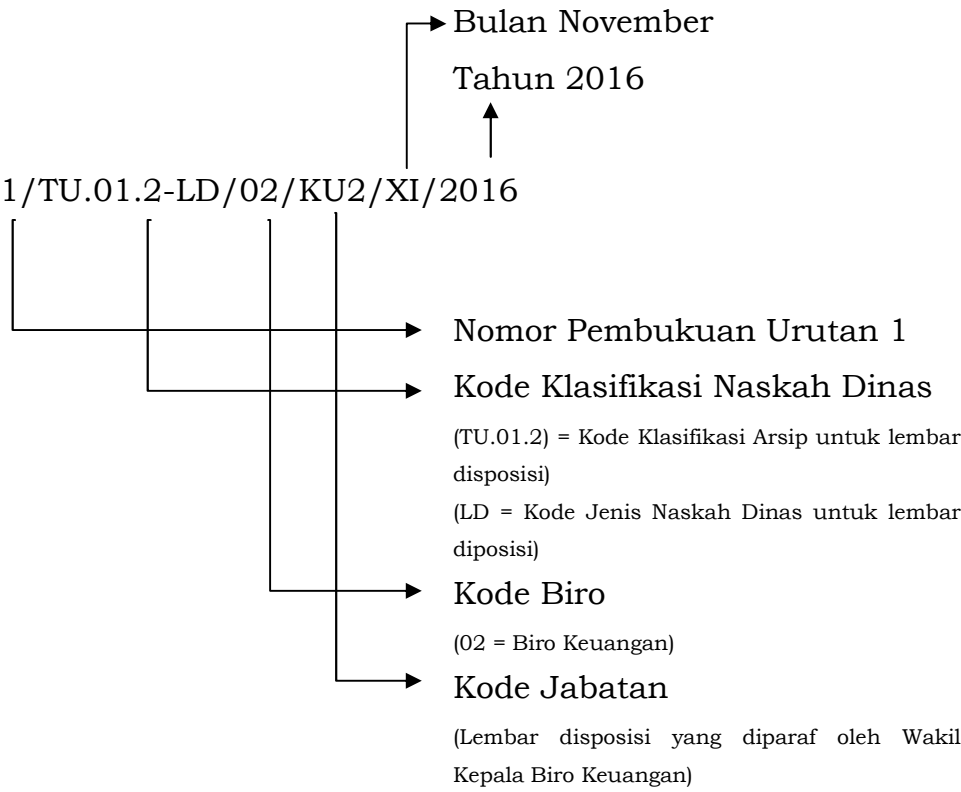 Bulan November
Tahun 2016
1/TU.01.2-LD/02/KU2/XI/2016
Nomor Pembukuan Urutan 1
Kode Klasifikasi Naskah Dinas
(TU.01.2) = Kode Klasifikasi Arsip untuk lembar
disposisi)
(LD = Kode Jenis Naskah Dinas untuk lembar
diposisi)
Kode Biro
(02 = Biro Keuangan)
Kode Jabatan
(Lembar disposisi yang diparaf oleh Wakil
Kepala Biro Keuangan)